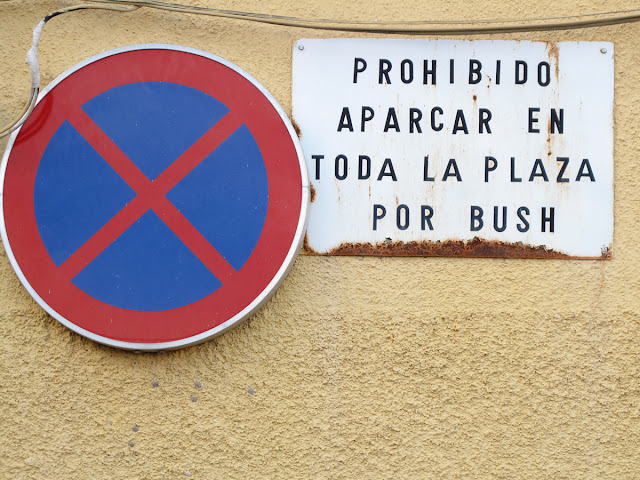 PROHIBIDO
APARCAR EN
TODA LA PLAZA
POR BUSH